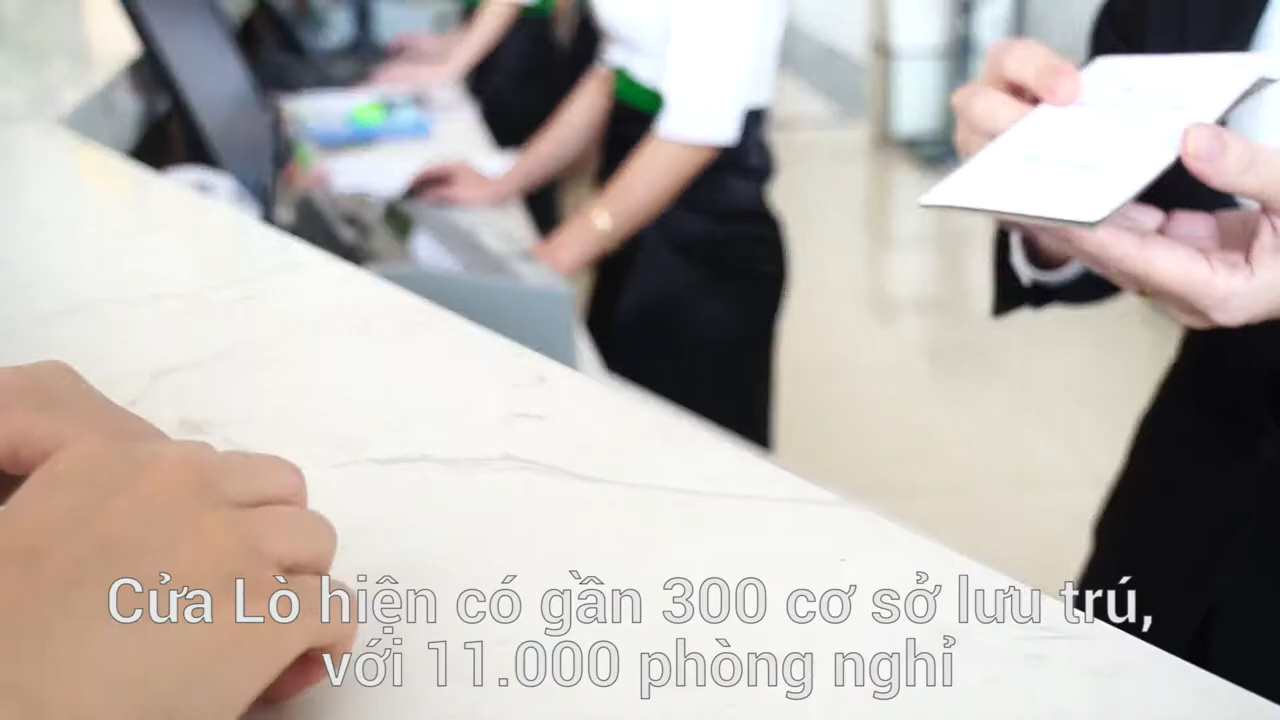 Cửa Lò hiện có gần 300 cơ sở lưu trú,
với 11.000 phòng nghỉ